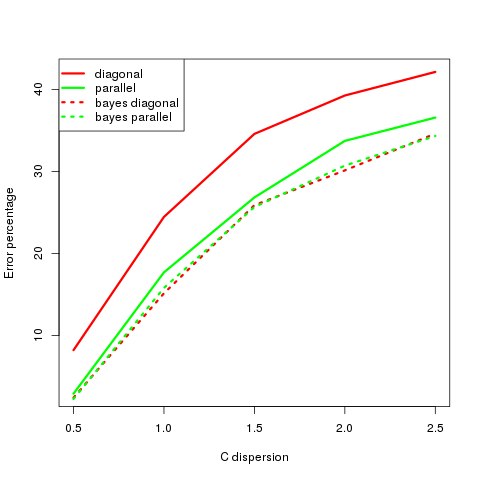 diagonal
parallel
bayes diagonal
bayes parallel
Error percentage
40
30
20
10
0.5 1.0 1.5 2.0 2.5
C dispersion